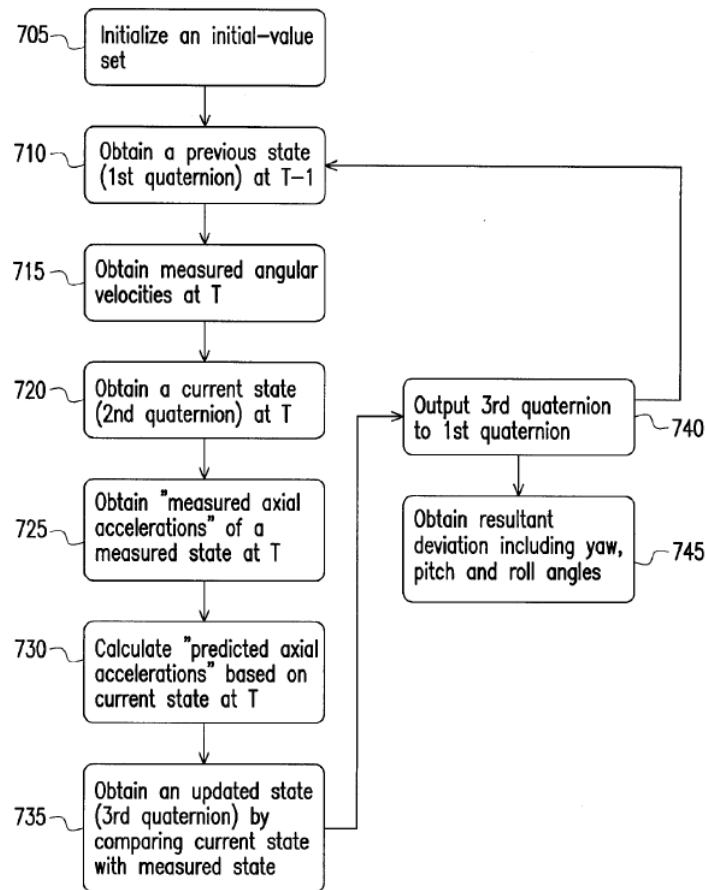 705
Initialize an initial-value
set
710
Obtain a previous state
(1st quaternion) at T-1
715
Obtain measured angular
velocities at T
720
Obtain a current state
(2nd quaternion) at T
725
Obtain "measured axial
accelerations" of a
measured state at T
730
Calculate "predicted axial
accelerations" based on
current state at T
735
Obtain an updated state
(3rd quaternion) by
comparing current state
with measured state
Output 3rd quaternion
to 1st quaternion
740
Obtain resultant
deviation including yaw,
pitch and roll angles
745